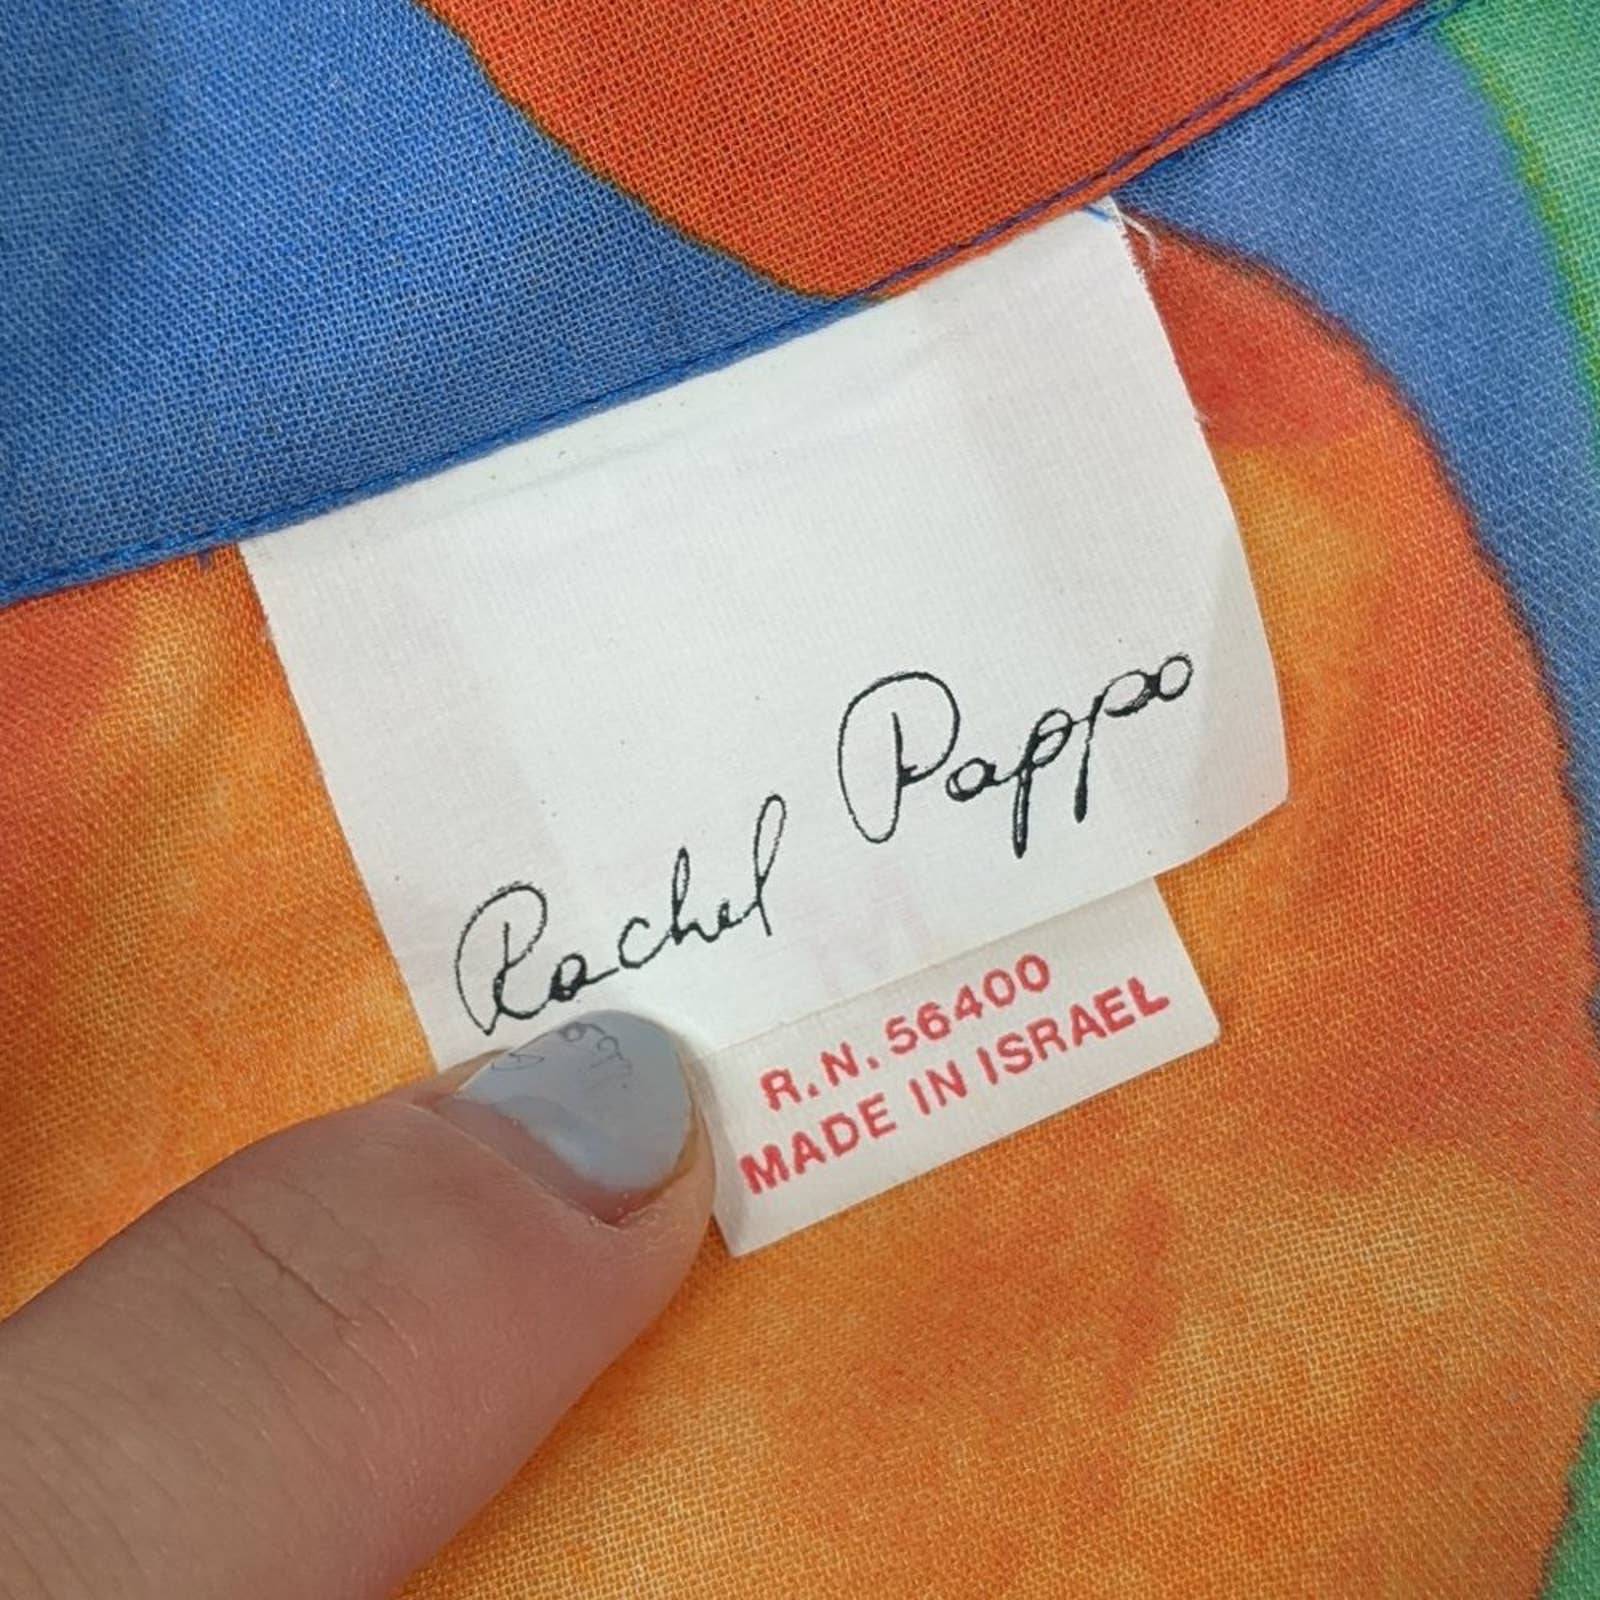 Rachel Pappo
R.N. 56400
MADE IN ISRAEL